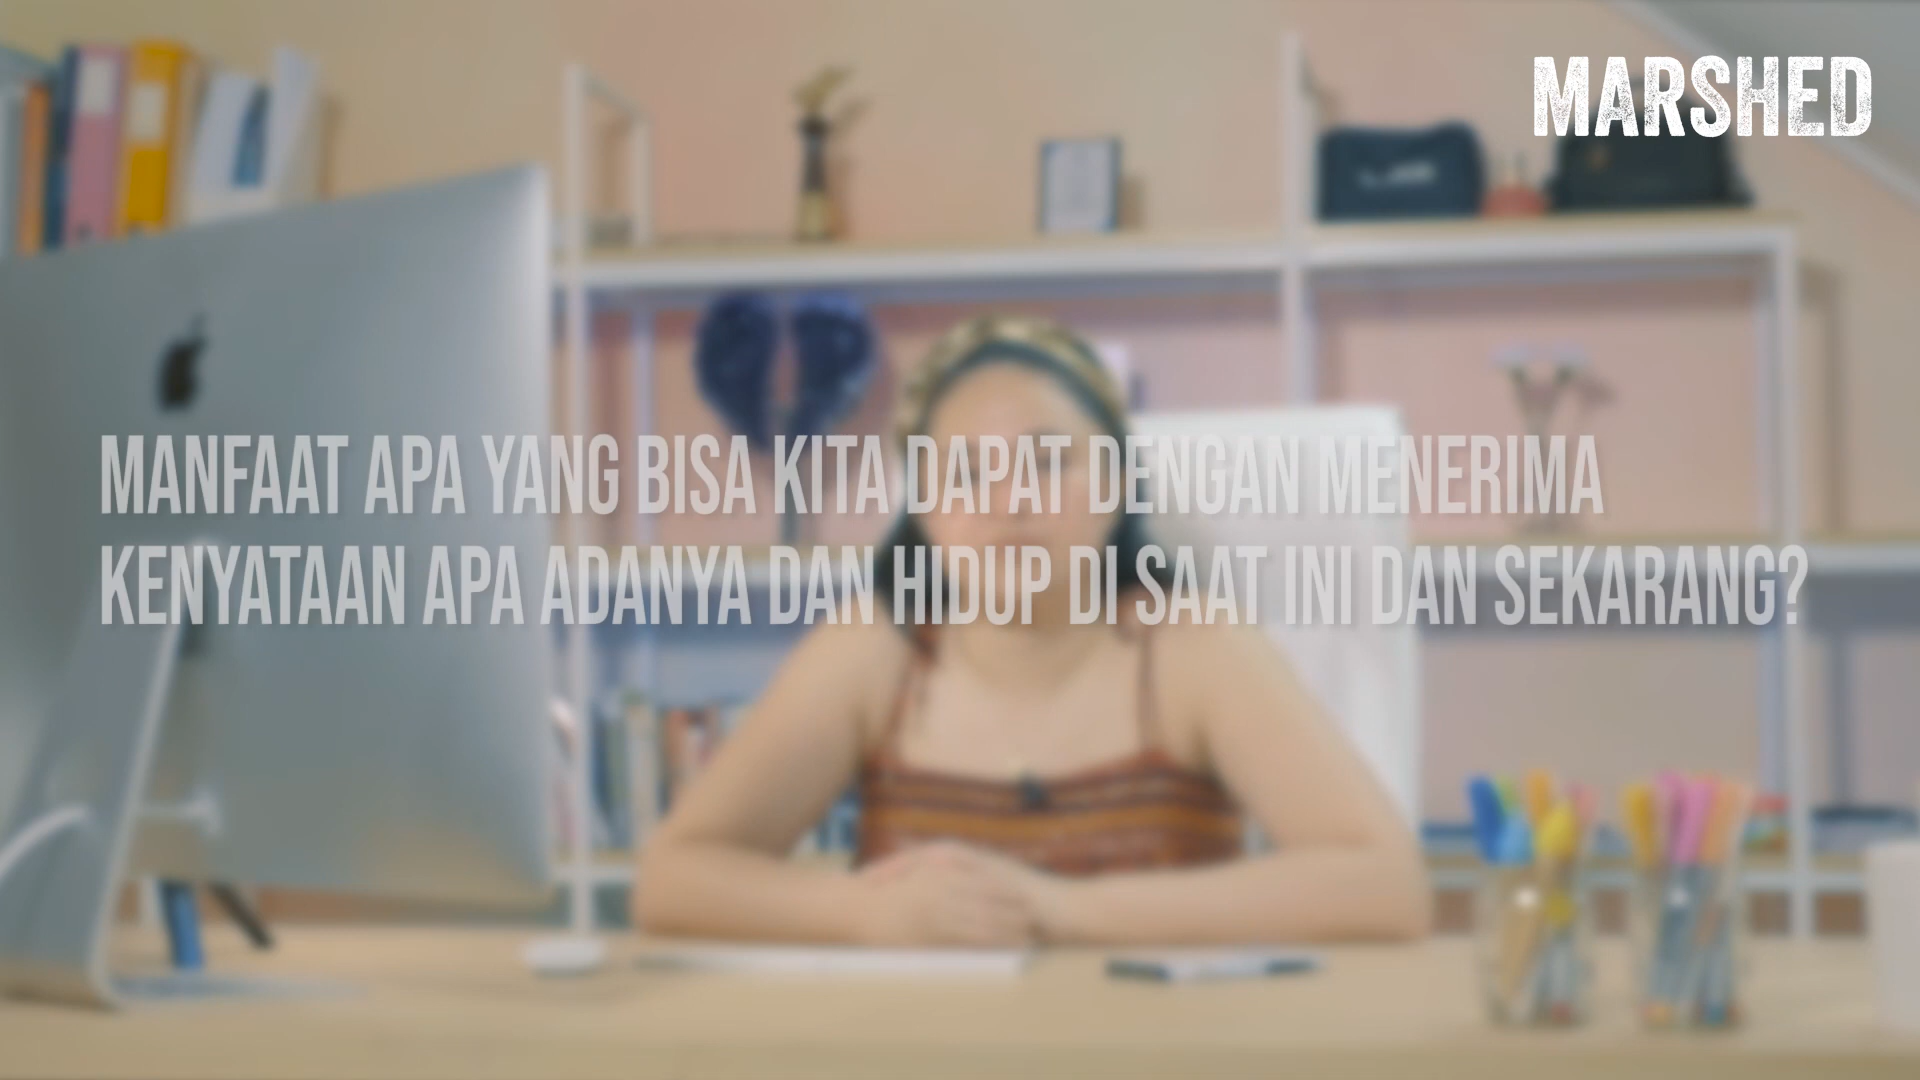 MARSHED
MANFAAT APA YANG BISA KITA DAPAT DENGAN MENERIMA
KENYATAAN APA ADANYA DAN HIDUP DI SAAT INI DAN SEKARANG?